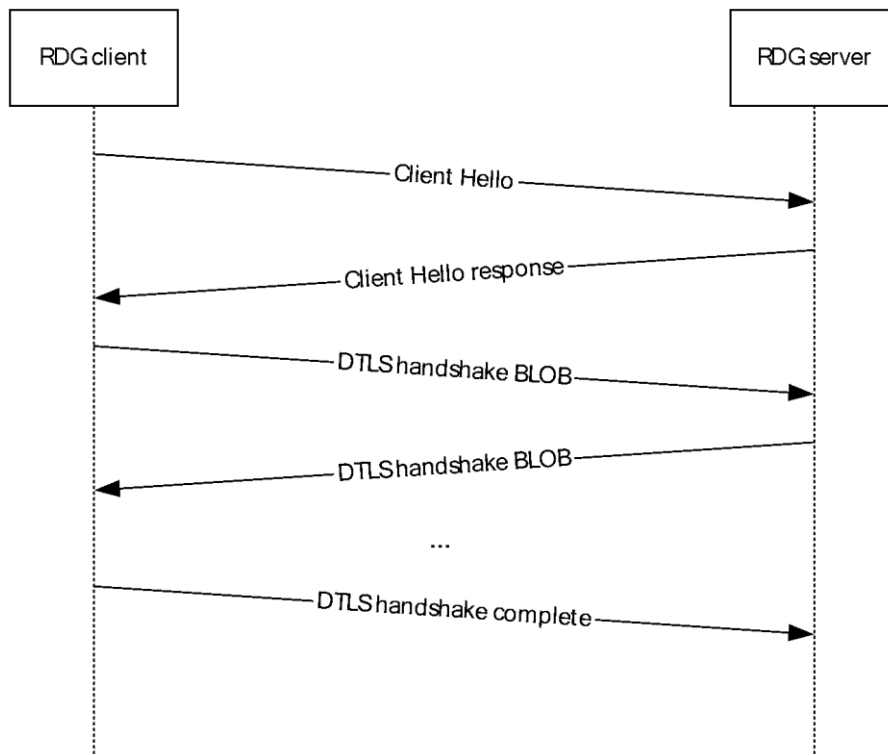 RDG client
RDG server
Client Hello
Client Hello response
DTLS handshake BLOB
DTLS handshake BLOB
...
DTLS handshake complete